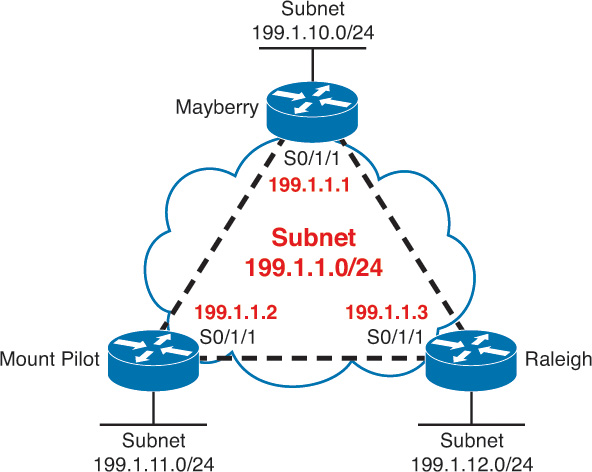 Subnet
199.1.10.0/24
Mayberry
S0/1/1
199.1.1.1
Subnet
199.1.1.0/24
199.1.1.2
199.1.1.3
S0/1/1
S0/1/1
Mount Pilot
Raleigh
Subnet
199.1.11.0/24
Subnet
199.1.12.0/24